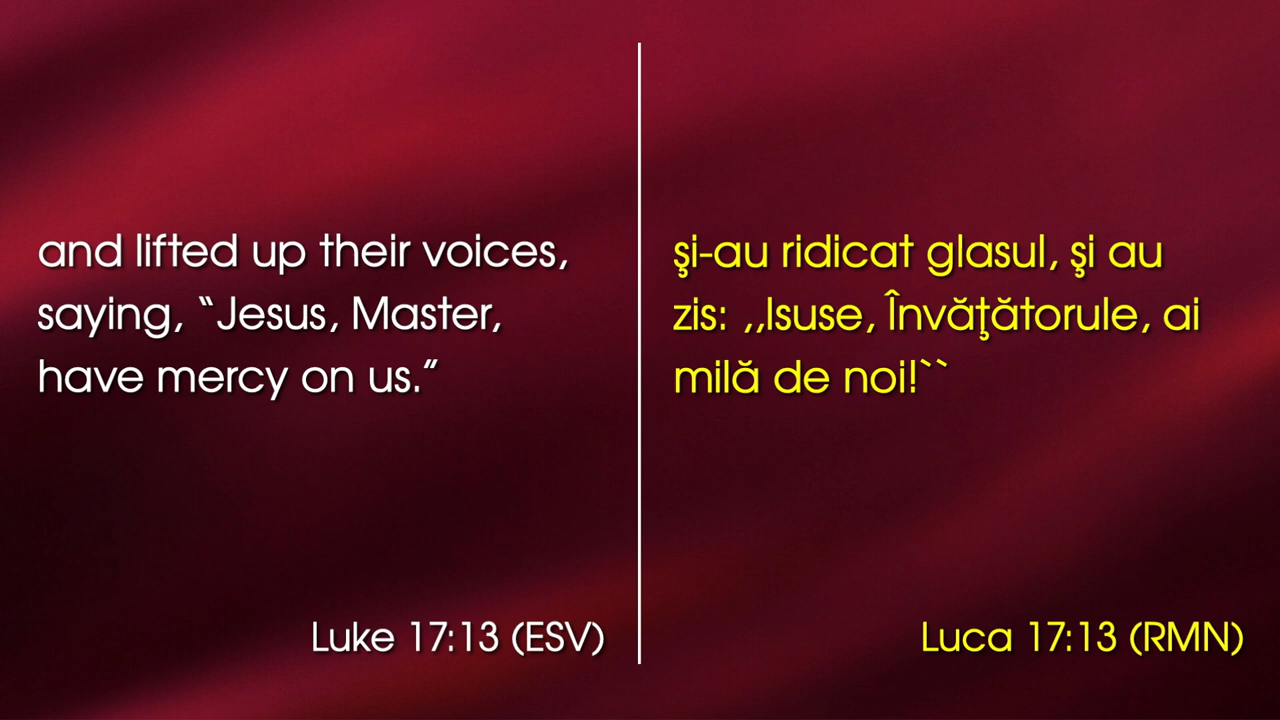 and lifted up their voices,
saying, “Jesus, Master,
have mercy on us.”
Luke 17:13 (ESV)
şi-au ridicat glasul, şi au
zis: ,,Isuse, Învăţătorule, ai
milă de noi!``
Luca 17:13 (RMN)